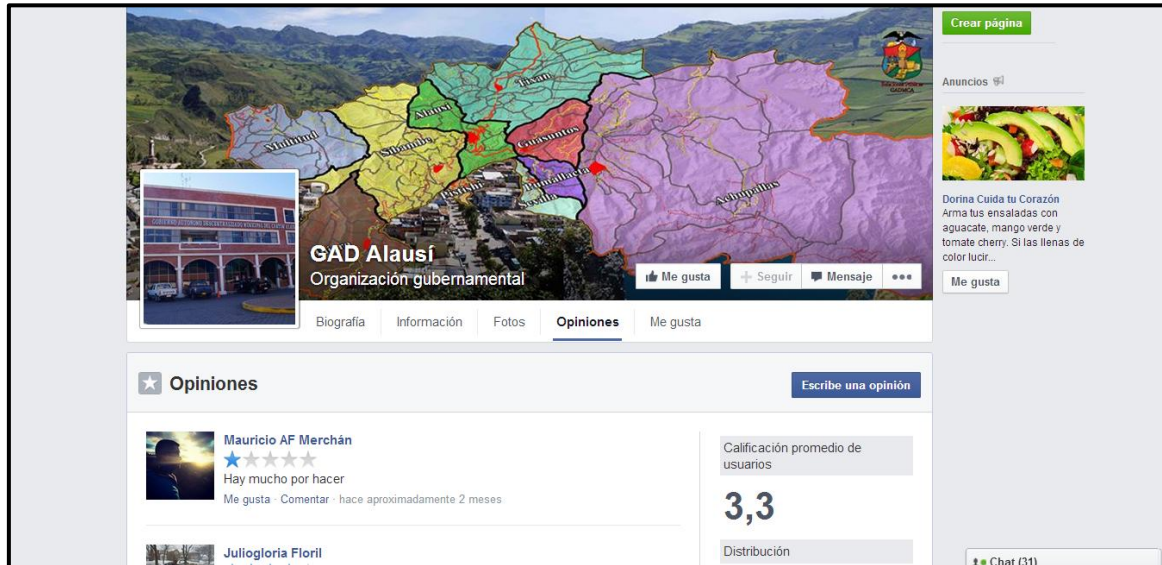 Crear página
Anuncios
Tixan
Alausí
Multitud
Sibambe
Guasuntos
Pistishi
Sevilla
Achupallas
GAD Alausí
Organización gubernamental
Me gusta
Seguir
Mensaje
Dorina Cuida tu Corazón
Arma tus ensaladas con
aguacate, mango verde y
tomate cherry. Si las llenas de
color lucir...
Me gusta
Biografía Información Fotos Opiniones Me gusta
Opiniones
Escribe una opinión
Mauricio AF Merchán
Hay mucho por hacer
Me gusta · Comentar · hace aproximadamente 2 meses
Calificación promedio de
usuarios
3,3
Juliogloria Floril
Distribución
Chat (31)